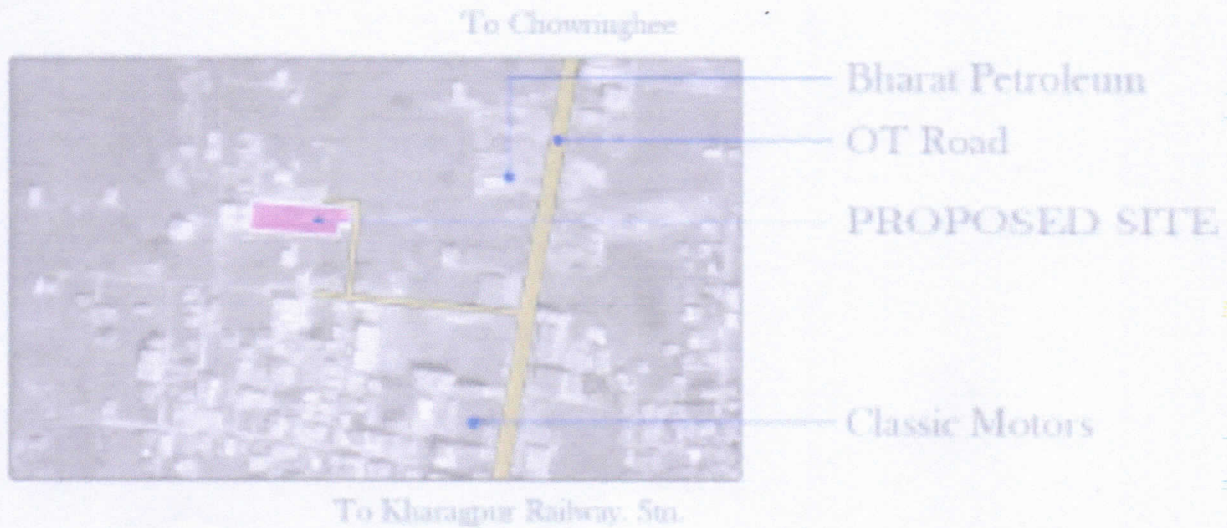 To Chowringhee
Bharat Petroleum
OT Road
PROPOSED SITE
Classic Motors
To Kharagpur Railway. Stn.